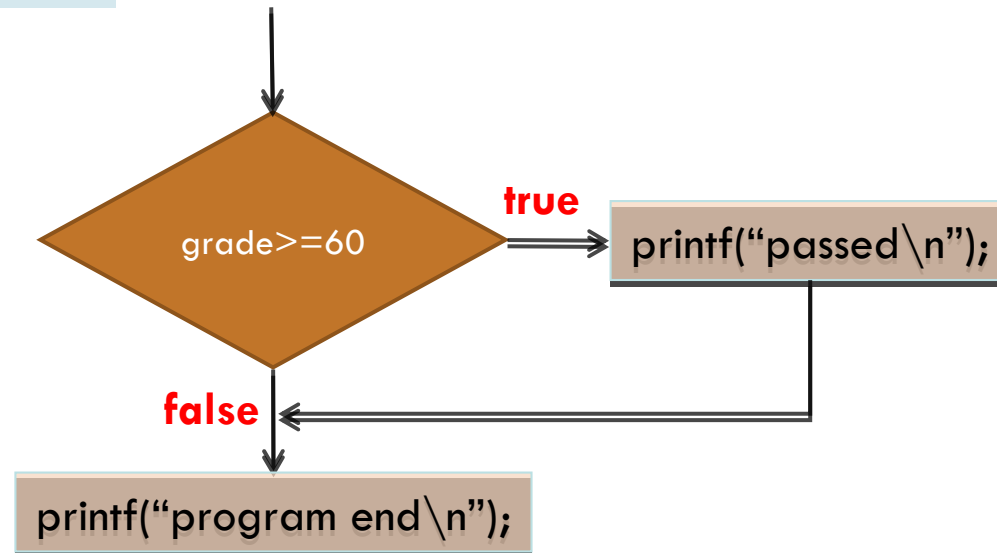 true
grade>=60
printf(“passed\n”);
false
printf(“program end\n”);